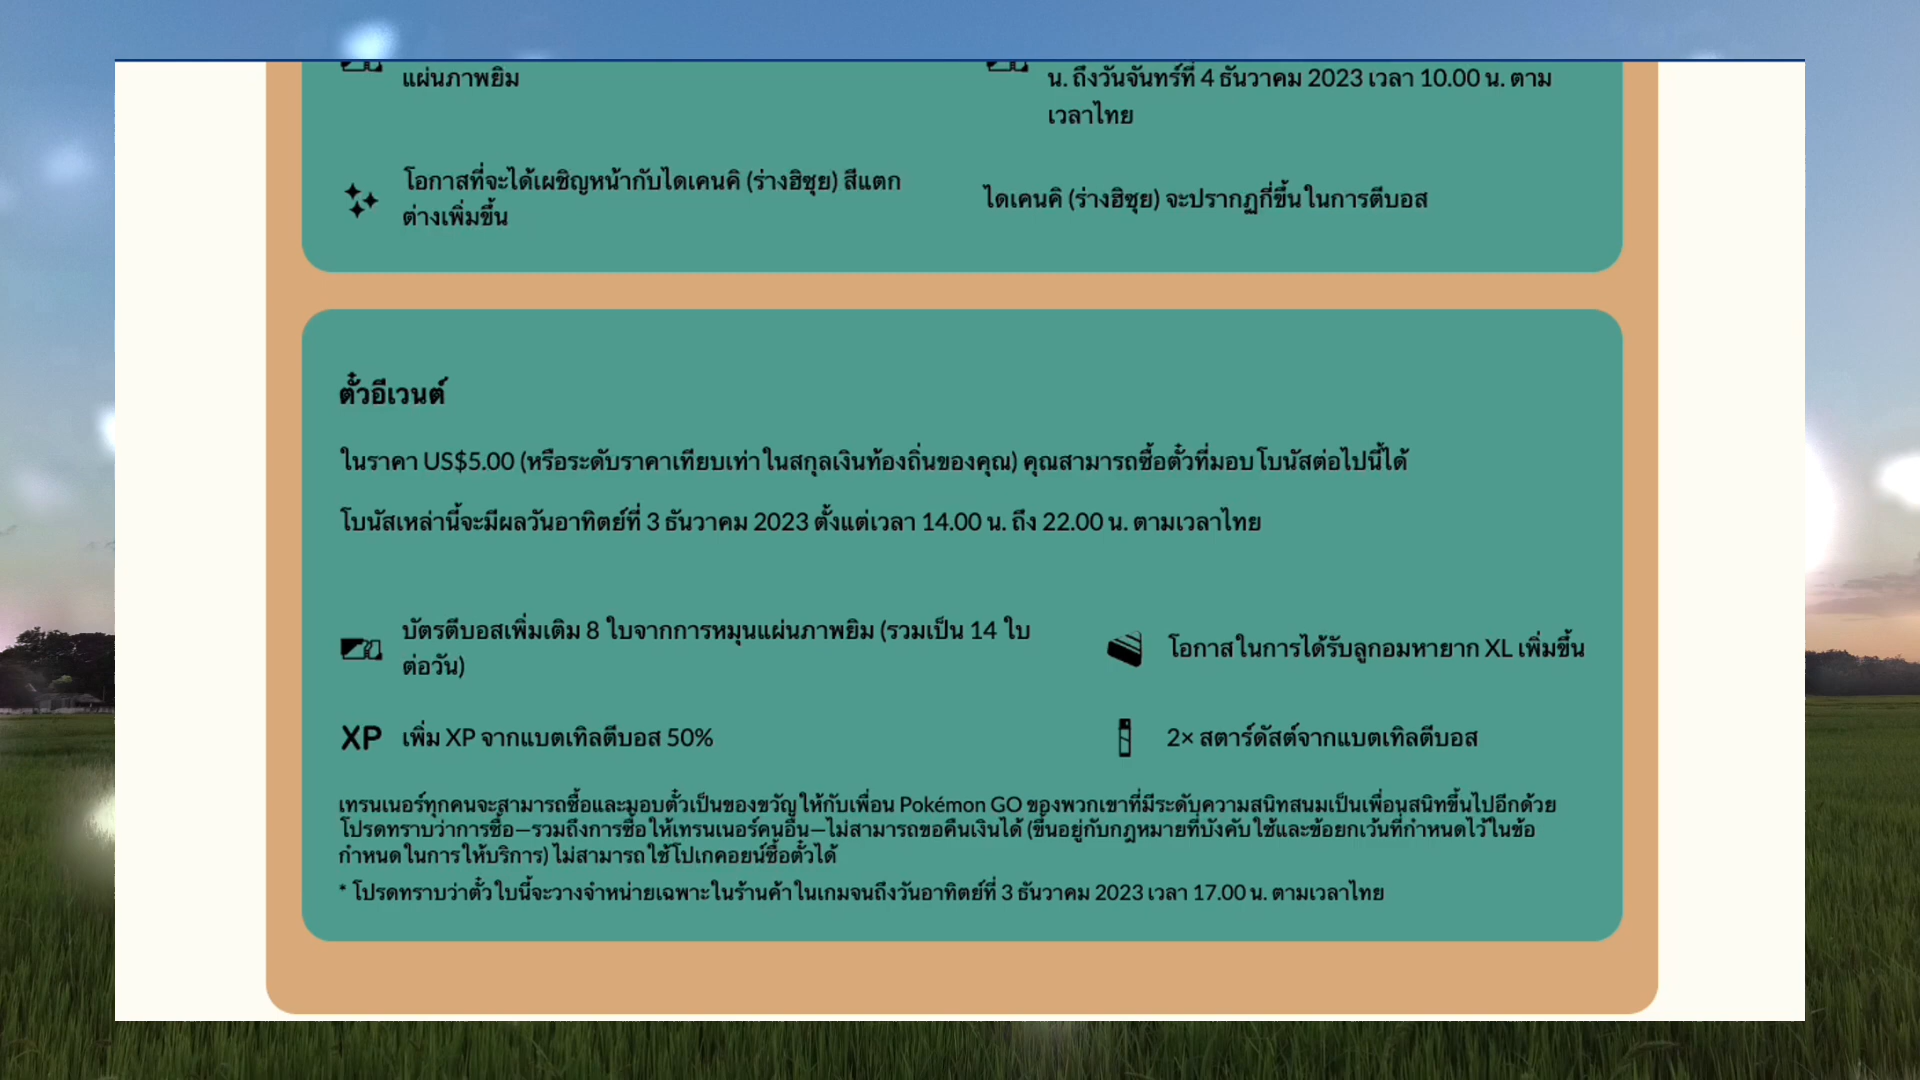 แผ่นภาพยิม
น. ถึงวันจันทร์ที่ 4 ธันวาคม 2023 เวลา 10.00 น. ตาม
เวลาไทย
โอกาสที่จะได้เผชิญหน้ากับไดเคนคิ (ร่างฮิซุย) สีแตก
ต่างเพิ่มขึ้น
ไดเคนคิ (ร่างฮิซุย) จะปรากฏกี่ขึ้นในการตีบอส
ตั๋วอีเวนต์
ในราคา US$5.00 (หรือระดับราคาเทียบเท่าในสกุลเงินท้องถิ่นของคุณ) คุณสามารถซื้อตั๋วที่มอบโบนัสต่อไปนี้ได้
โบนัสเหล่านี้จะมีผลวันอาทิตย์ที่ 3 ธันวาคม 2023 ตั้งแต่เวลา 14.00 น. ถึง 22.00 น. ตามเวลาไทย
บัตรตีบอสเพิ่มเติม 8 ใบจากการหมุนแผ่นภาพยิม (รวมเป็น 14 ใบ
ต่อวัน)
โอกาสในการได้รับลูกอมหายาก XL เพิ่มขึ้น
XP เพิ่ม XP จากแบตเทิลตีบอส 50%
2× สตาร์ดัสต์จากแบตเทิลตีบอส
เทรนเนอร์ทุกคนจะสามารถซื้อและมอบตั๋วเป็นของขวัญให้กับเพื่อน Pokémon GO ของพวกเขาที่มีระดับความสนิทสนมเป็นเพื่อนสนิทขึ้นไปอีกด้วย
โปรดทราบว่าการซื้อ—รวมถึงการซื้อให้เทรนเนอร์คนอื่น—ไม่สามารถขอคืนเงินได้ (ขึ้นอยู่กับกฎหมายที่บังคับใช้และข้อยกเว้นที่กำหนดไว้ในข้อ
กำหนดในการให้บริการ) ไม่สามารถใช้โปเกคอยน์ซื้อตั๋วได้
* โปรดทราบว่าตั๋วใบนี้จะวางจำหน่ายเฉพาะในร้านค้าในเกมจนถึงวันอาทิตย์ที่ 3 ธันวาคม 2023 เวลา 17.00 น. ตามเวลาไทย